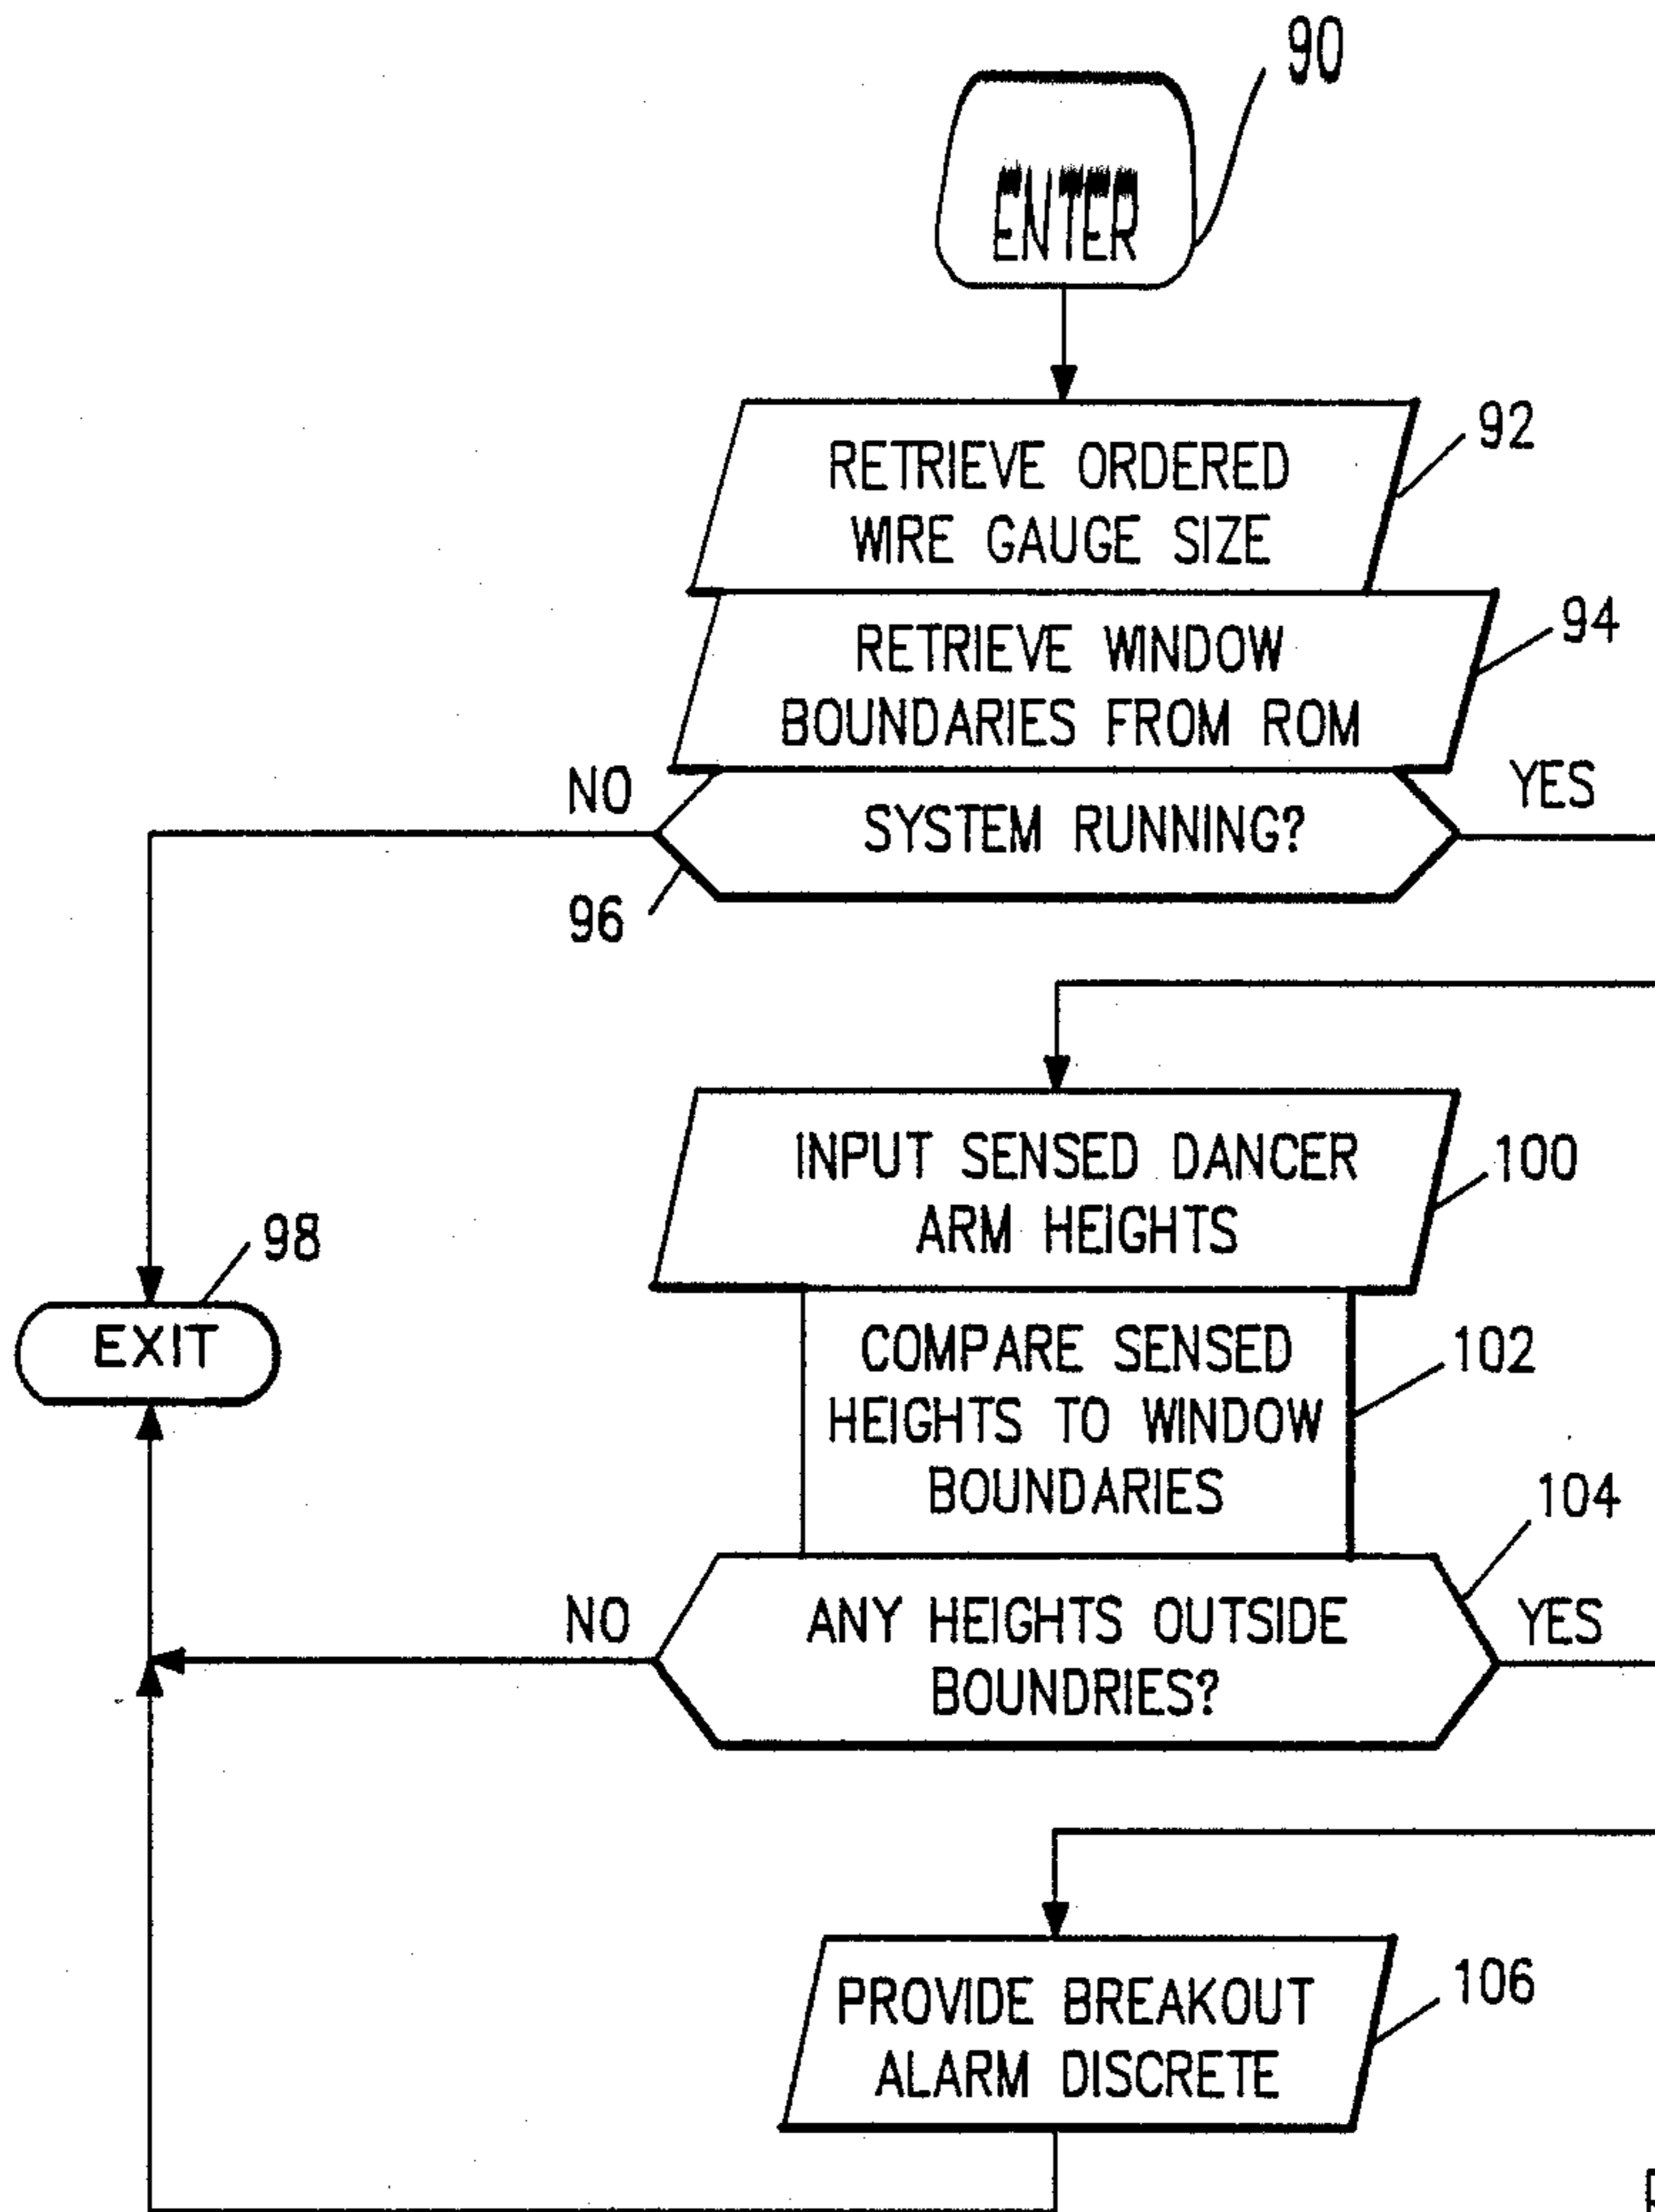 90
ENTER
92
RETRIEVE ORDERED
WIRE GAUGE SIZE
94
RETRIEVE WINDOW
BOUNDARIES FROM ROM
NO
YES
SYSTEM RUNNING?
96
100
INPUT SENSED DANCER
ARM HEIGHTS
98
EXIT
COMPARE SENSED
HEIGHTS TO WINDOW
BOUNDARIES
102
104
NO
YES
ANY HEIGHTS OUTSIDE
BOUNDRIES?
106
PROVIDE BREAKOUT
ALARM DISCRETE